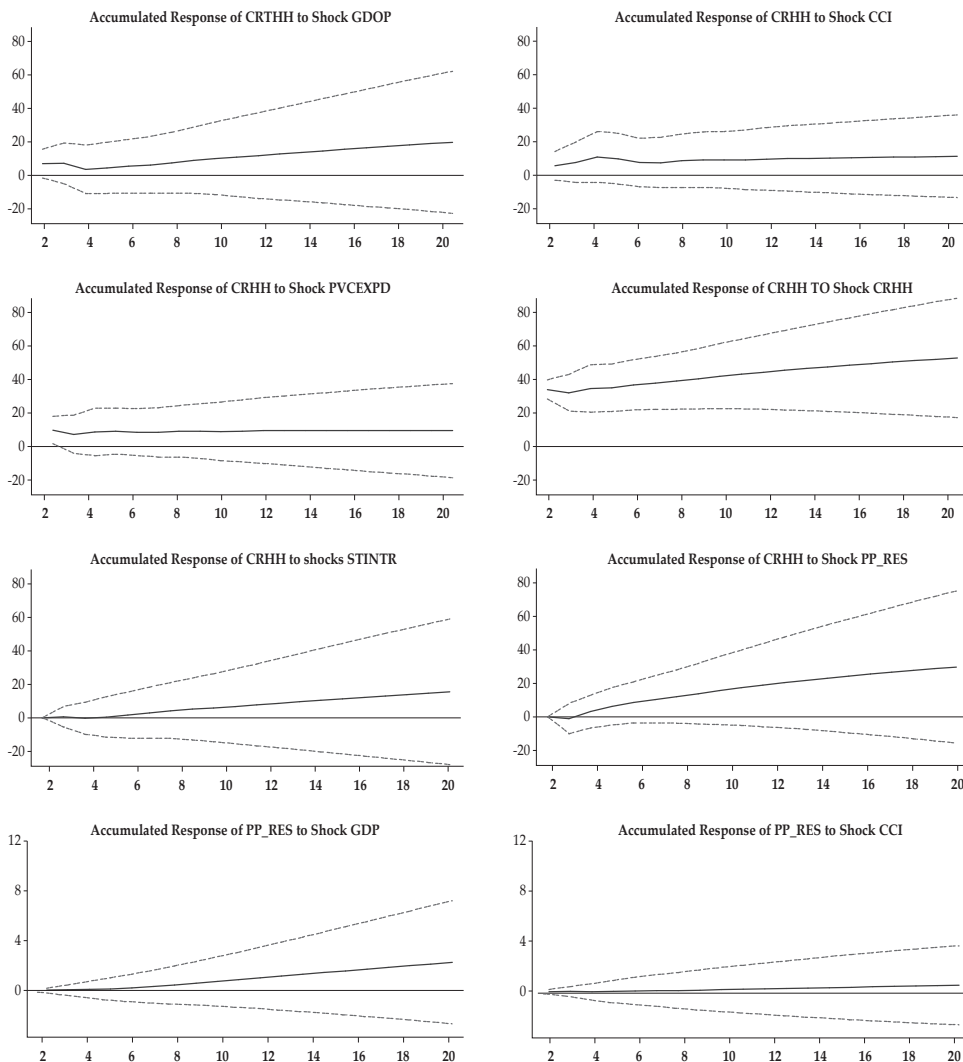 Accumulated Response of CRTHH to Shock GDOP
80
60
40
20
0
-20
2 4 6 8 10 12 14 16 18 20
Accumulated Response of CRHH to Shock CCI
80
60
40
20
0
-20
2 4 6 8 10 12 14 16 18 20
Accumulated Response of CRHH to Shock PVCEXPD
80
60
40
20
0
-20
2 4 6 8 10 12 14 16 18 20
Accumulated Response of CRHH TO Shock CRHH
80
60
40
20
0
-20
2 4 6 8 10 12 14 16 18 20
Accumulated Response of CRHH to shocks STINTR
80
60
40
20
0
-20
2 4 6 8 10 12 14 16 18 20
Accumulated Response of CRHH to Shock PP_RES
80
60
40
20
0
-20
2 4 6 8 10 12 14 16 18 20
Accumulated Response of PP_RES to Shock GDP
12
8
4
0
2 4 6 8 10 12 14 16 18 20
Accumulated Response of PP_RES to Shock CCI
12
8
4
0
2 4 6 8 10 12 14 16 18 20